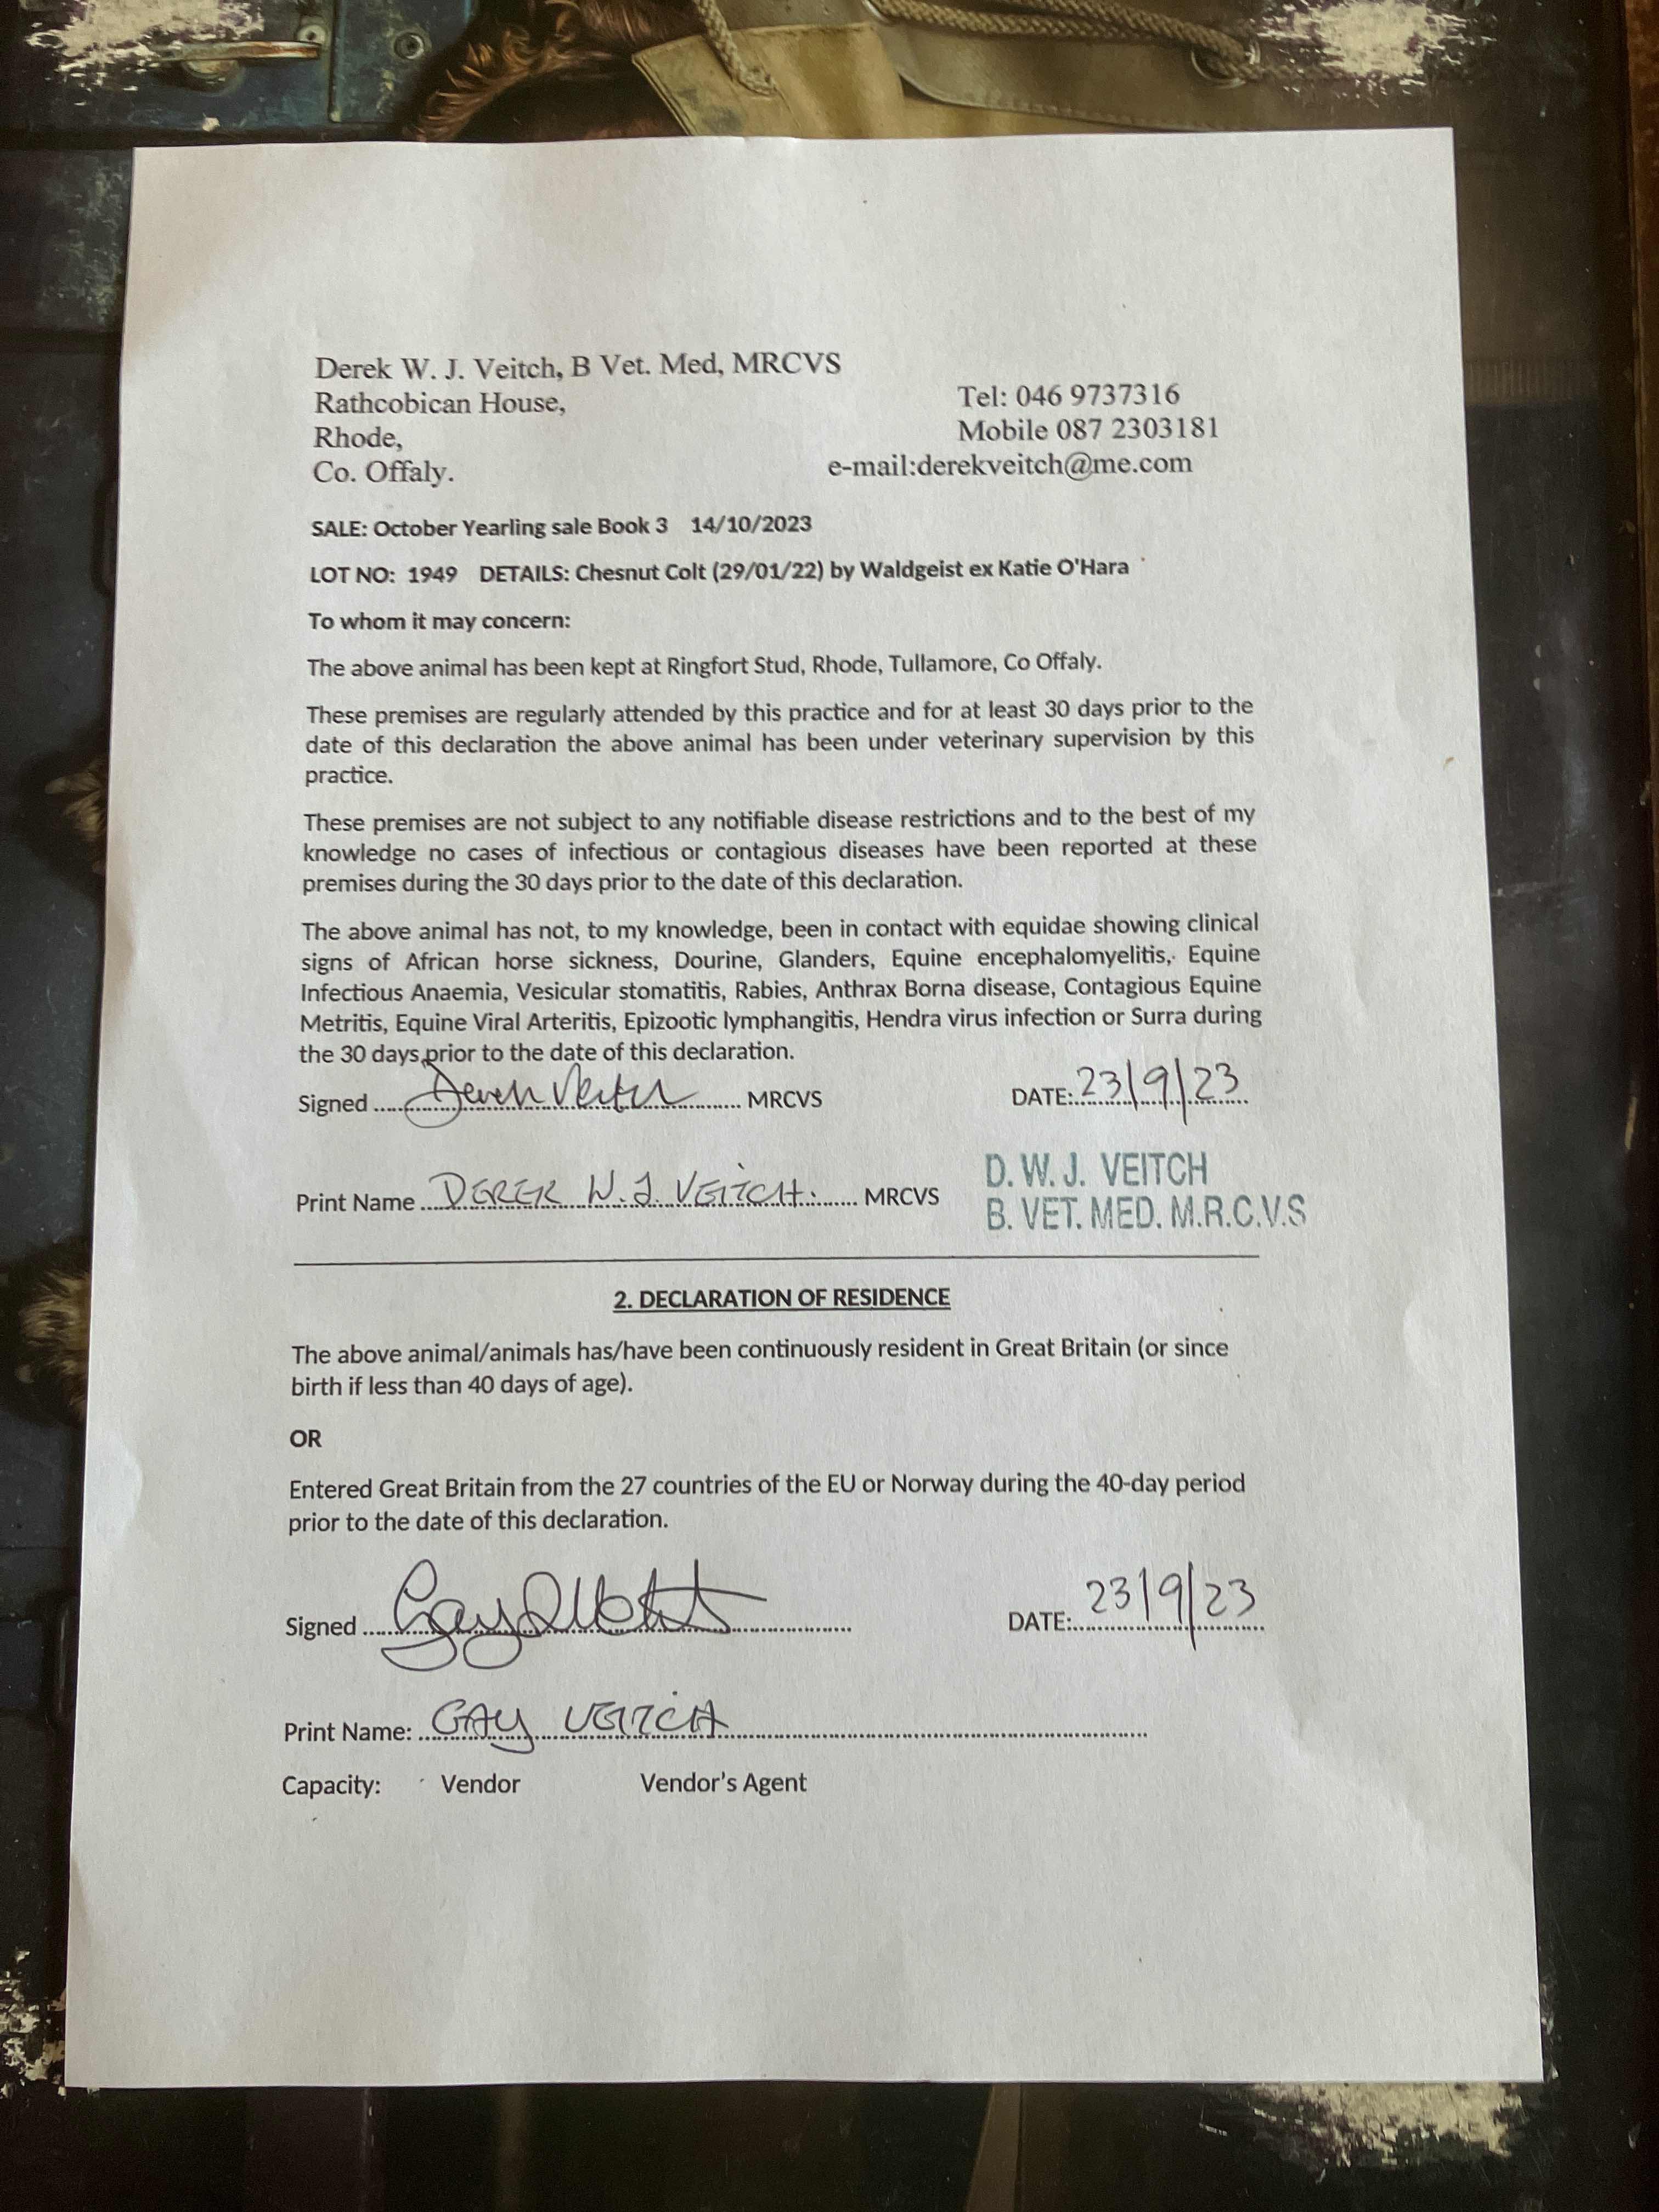 Derek W. J. Veitch, B Vet. Med, MRCVS
Rathcobican House,
Rhode,
Co. Offaly.
Tel: 046 9737316
Mobile 087 2303181
e-mail:derekveitch@me.com
SALE: October Yearling sale Book 3 14/10/2023
LOT NO: 1949 DETAILS: Chesnut Colt (29/01/22) by Waldgeist ex Katie O'Hara
To whom it may concern:
The above animal has been kept at Ringfort Stud, Rhode, Tullamore, Co Offaly.
These premises are regularly attended by this practice and for at least 30 days prior to the
date of this declaration the above animal has been under veterinary supervision by this
practice.
These premises are not subject to any notifiable disease restrictions and to the best of my
knowledge no cases of infectious or contagious diseases have been reported at these
premises during the 30 days prior to the date of this declaration.
The above animal has not, to my knowledge, been in contact with equidae showing clinical
signs of African horse sickness, Dourine, Glanders, Equine encephalomyelitis, Equine
Infectious Anaemia, Vesicular stomatitis, Rabies, Anthrax Borna disease, Contagious Equine
Metritis, Equine Viral Arteritis, Epizootic lymphangitis, Hendra virus infection or Surra during
the 30 days prior to the date of this declaration.
Signed Derek Veitch MRCVS DATE: 23/9/23
Print Name DEREK W. J. VEITCH. MRCVS
D. W. J. VEITCH
B. VET. MED. M.R.C.V.S
2. DECLARATION OF RESIDENCE
The above animal/animals has/have been continuously resident in Great Britain (or since
birth if less than 40 days of age).
OR
Entered Great Britain from the 27 countries of the EU or Norway during the 40-day period
prior to the date of this declaration.
Signed Gay Veitch DATE: 23/9/23
Print Name: GAY VEITCH
Capacity: Vendor Vendor's Agent